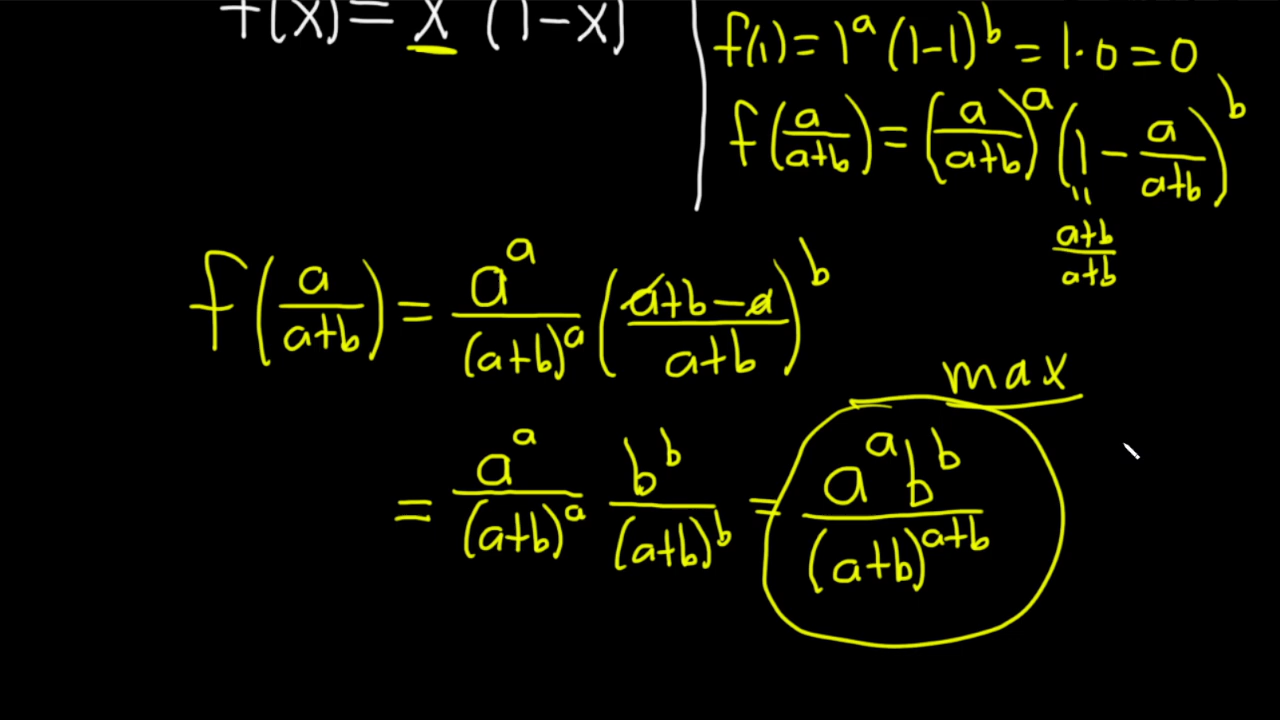 f(x) = x (1-x)
f(1) = 1^a (1-1)^b = 1·0 = 0
f(a/(a+b)) = (a/(a+b))^a (1 - a/(a+b))^b
"
(a+b)/(a+b)
f(a/(a+b)) = a^a/(a+b)^a ((a+b-a)/(a+b))^b
max
= a^a/(a+b)^a b^b/(a+b)^b = a^a b^b/(a+b)^(a+b)